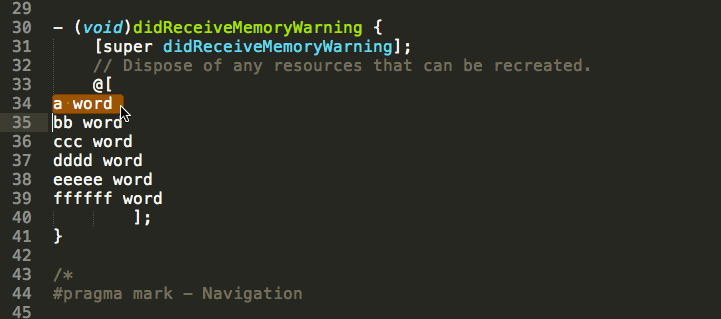 29
30 - (void)didReceiveMemoryWarning {
31     [super didReceiveMemoryWarning];
32     // Dispose of any resources that can be recreated.
33     @[
34 a word
35 bb word
36 ccc word
37 dddd word
38 eeeee word
39 ffffff word
40         ];
41 }
42
43 /*
44 #pragma mark - Navigation
45